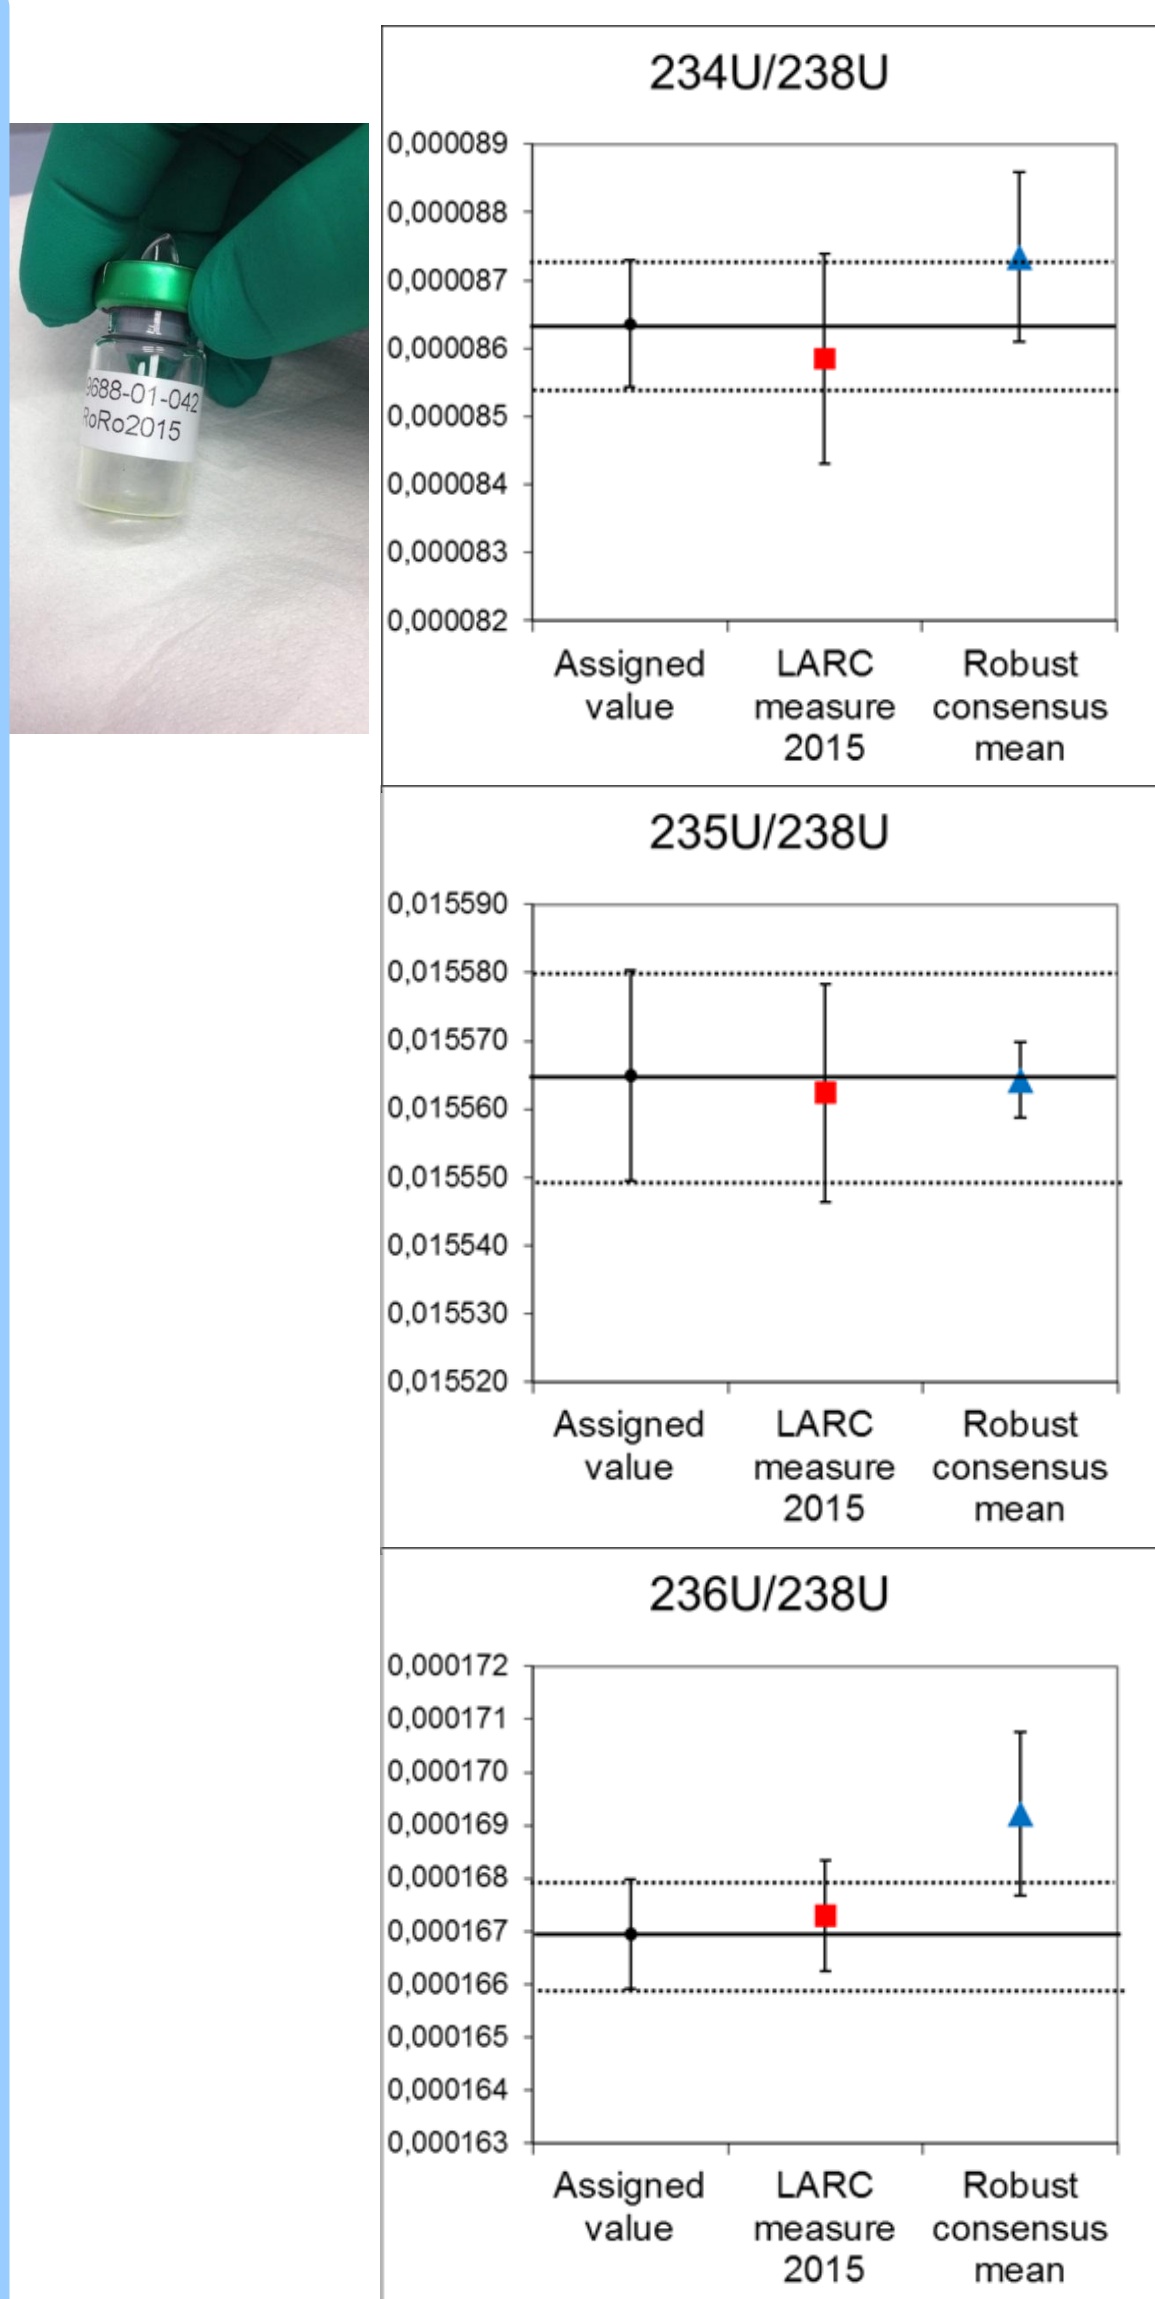 9688-01-042
RoRo2015
234U/238U
0,000089
0,000088
0,000087
0,000086
0,000085
0,000084
0,000083
0,000082
Assigned value
LARC measure 2015
Robust consensus mean
235U/238U
0,015590
0,015580
0,015570
0,015560
0,015550
0,015540
0,015530
0,015520
Assigned value
LARC measure 2015
Robust consensus mean
236U/238U
0,000172
0,000171
0,000170
0,000169
0,000168
0,000167
0,000166
0,000165
0,000164
0,000163
Assigned value
LARC measure 2015
Robust consensus mean